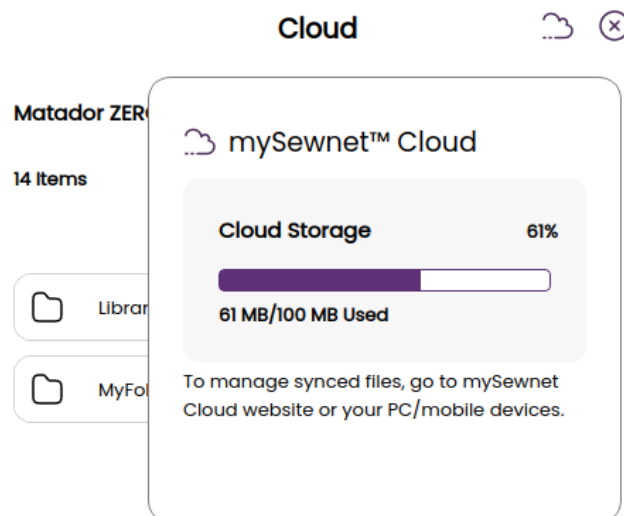 Cloud
Matador ZER
mySewnet™ Cloud
14 Items
Cloud Storage 61%
61 MB/100 MB Used
Librar
MyFol
To manage synced files, go to mySewnet
Cloud website or your PC/mobile devices.